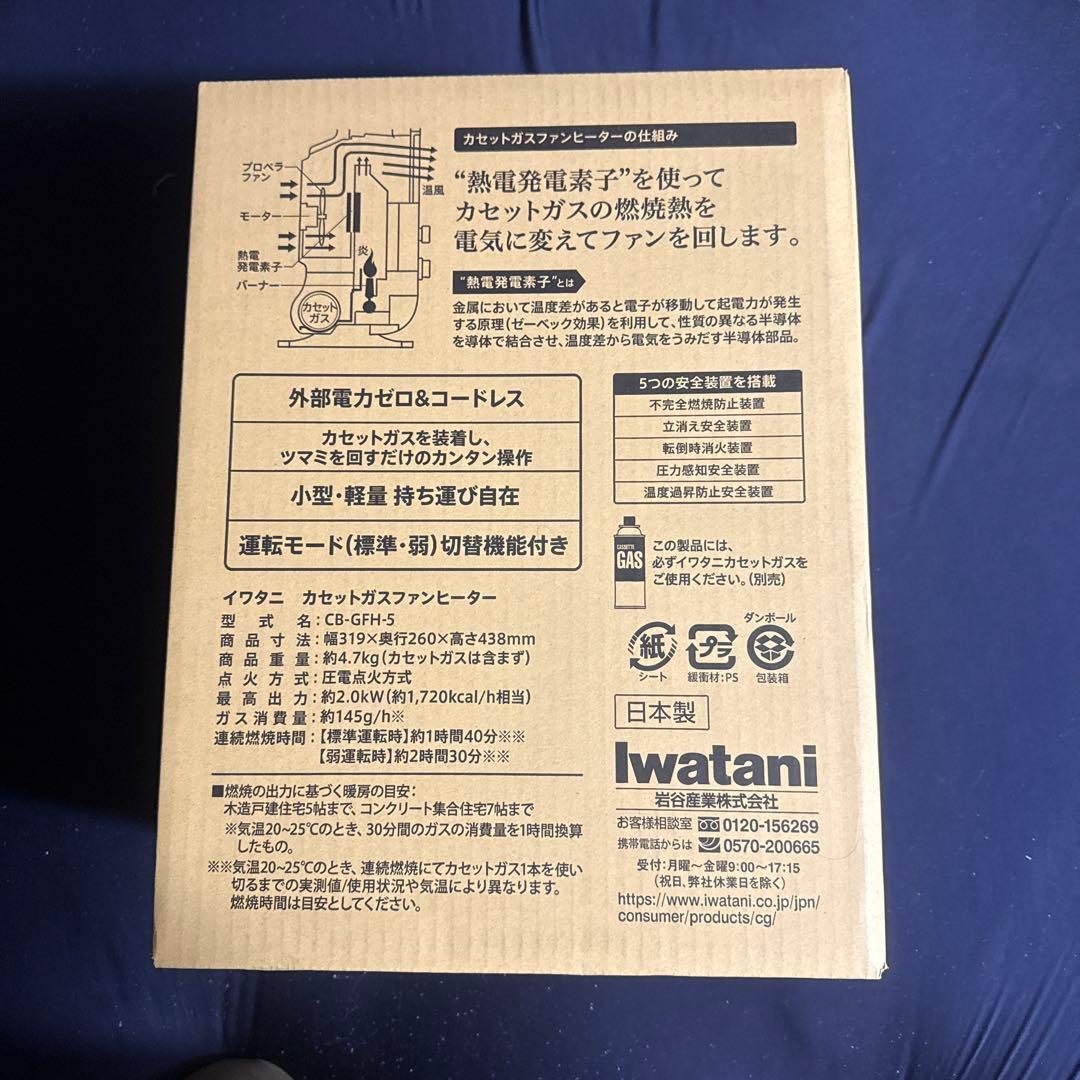 カセットガスファンヒーターの仕組み
プロペラ
ファン
モーター
熱電
発電素子
バーナー
カセット
ガス
炎
温風
“熱電発電素子”を使って
カセットガスの燃焼熱を
電気に変えてファンを回します。
“熱電発電素子”とは
金属において温度差があると電子が移動して起電力が発生
する原理(ゼーベック効果)を利用して、性質の異なる半導体
を導体で結合させ、温度差から電気をうみだす半導体部品。
外部電力ゼロ&コードレス
カセットガスを装着し、
ツマミを回すだけのカンタン操作
小型・軽量 持ち運び自在
運転モード(標準・弱)切替機能付き
5つの安全装置を搭載
不完全燃焼防止装置
立消え安全装置
転倒時消火装置
圧力感知安全装置
温度過昇防止安全装置
CASSETTE
GAS
この製品には、
必ずイワタニカセットガスを
ご使用ください。(別売)
イワタニ カセットガスファンヒーター
型式名:CB-GFH-5
商品寸法:幅319×奥行260×高さ438mm
商品重量:約4.7kg(カセットガスは含まず)
点火方式:圧電点火方式
最高出力:約2.0kW(約1,720kcal/h相当)
ガス消費量:約145g/h※
連続燃焼時間:【標準運転時】約1時間40分※※
【弱運転時】約2時間30分※※
■燃焼の出力に基づく暖房の目安:
木造戸建住宅5帖まで、コンクリート集合住宅7帖まで
※気温20~25℃のとき、30分間のガスの消費量を1時間換算
したもの。
※※気温20~25℃のとき、連続燃焼にてカセットガス1本を使い
切るまでの実測値/使用状況や気温により異なります。
燃焼時間は目安としてください。
紙
シート
プラ
緩衝材:PS
ダンボール
包装箱
日本製
Iwatani
岩谷産業株式会社
お客様相談室 0120-156269
携帯電話からは 0570-200665
受付:月曜~金曜9:00~17:15
(祝日、弊社休業日を除く)
https://www.iwatani.co.jp/jpn/
consumer/products/cg/